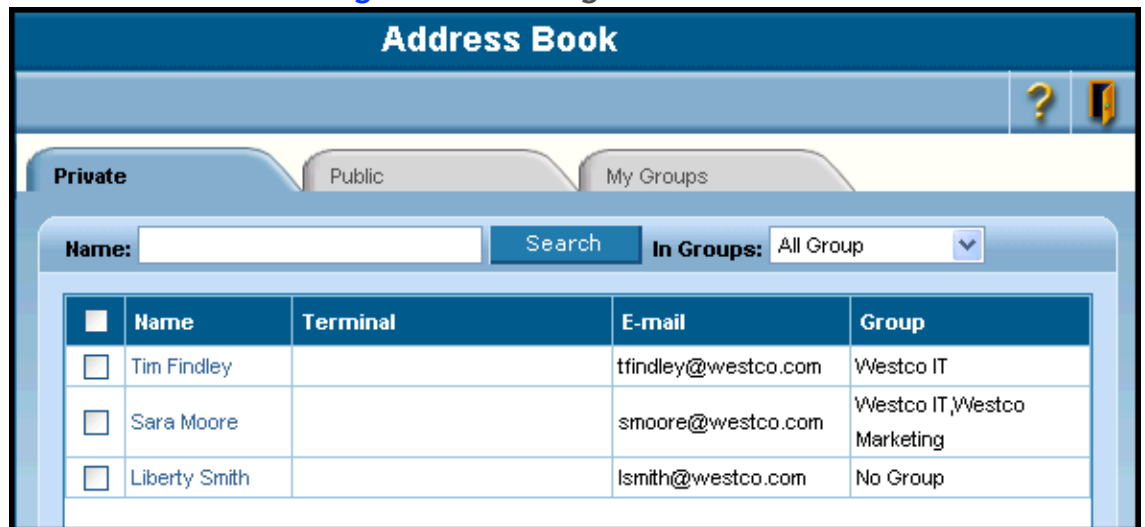 Address Book
?
Private Public My Groups
Name: Search In Groups: All Group
Name Terminal E-mail Group
Tim Findley tfindley@westco.com Westco IT
Sara Moore smoore@westco.com Westco IT,Westco
Marketing
Liberty Smith lsmith@westco.com No Group